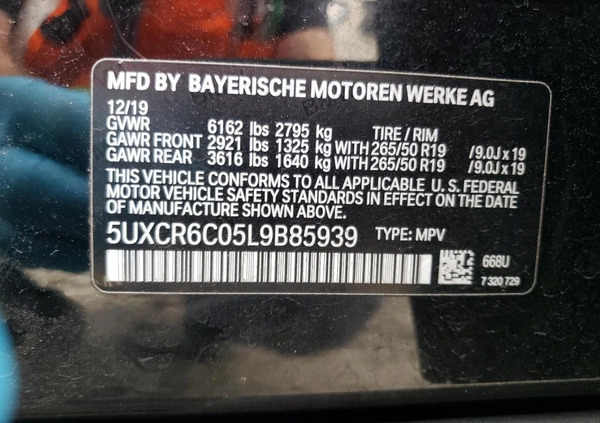 MFD BY BAYERISCHE MOTOREN WERKE AG
12/19
GVWR 6162 lbs 2795 kg TIRE / RIM
GAWR FRONT 2921 lbs 1325 kg WITH 265/50 R19 /9.0J x 19
GAWR REAR 3616 lbs 1640 kg WITH 265/50 R19 /9.0J x 19
THIS VEHICLE CONFORMS TO ALL APPLICABLE U. S. FEDERAL
MOTOR VEHICLE SAFETY STANDARDS IN EFFECT ON THE DATE
OF MANUFACTURE SHOWN ABOVE.
5UXCR6C05L9B85939 TYPE: MPV
668U
7 320 729